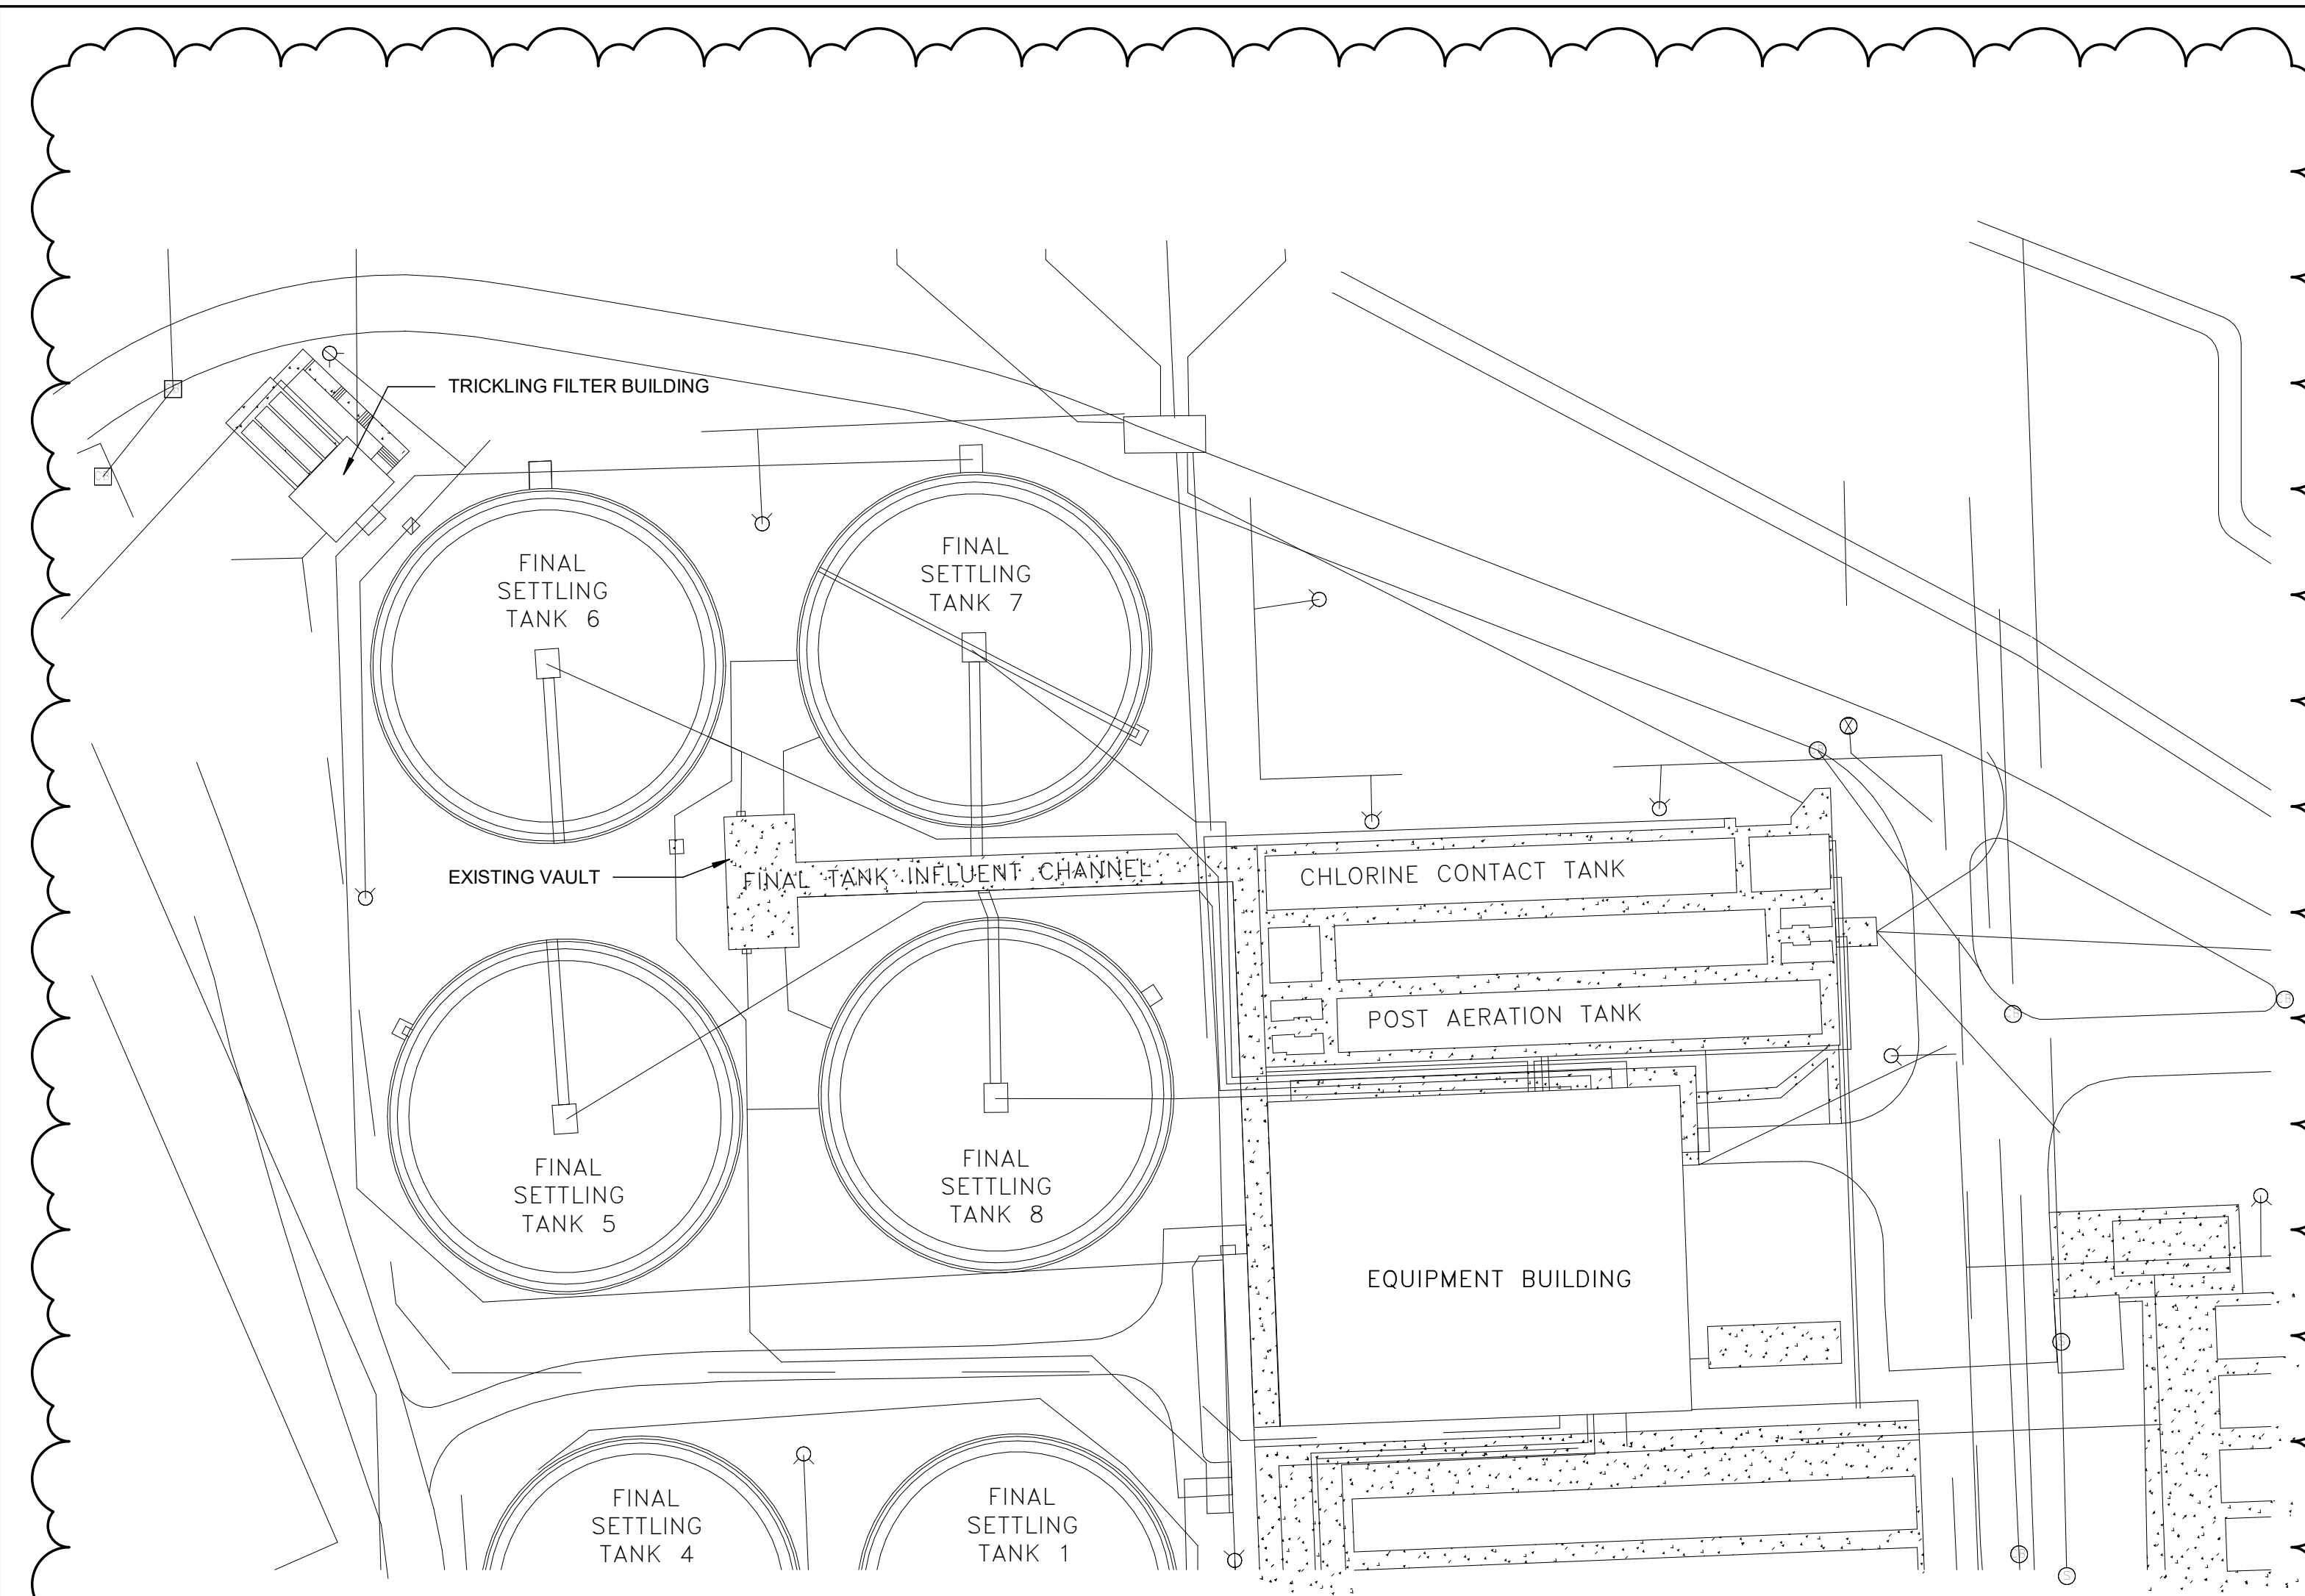 TRICKLING FILTER BUILDING
FINAL
SETTLING
TANK 6
FINAL
SETTLING
TANK 7
EXISTING VAULT
FINAL TANK INFLUENT CHANNEL
CHLORINE CONTACT TANK
POST AERATION TANK
FINAL
SETTLING
TANK 5
FINAL
SETTLING
TANK 8
EQUIPMENT BUILDING
FINAL
SETTLING
TANK 4
FINAL
SETTLING
TANK 1
S
S